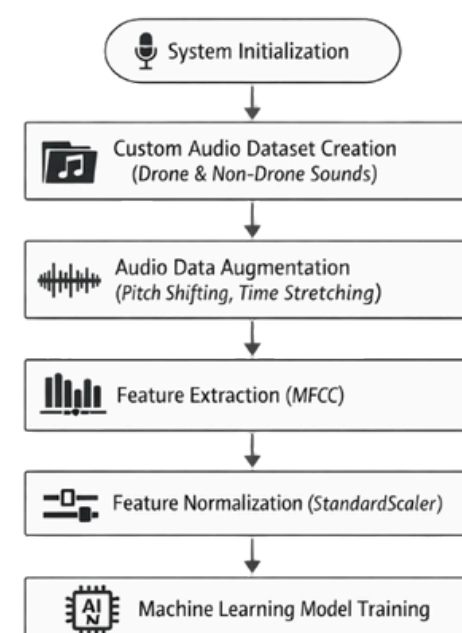 System Initialization
Custom Audio Dataset Creation
(Drone & Non-Drone Sounds)
Audio Data Augmentation
(Pitch Shifting, Time Stretching)
Feature Extraction (MFCC)
Feature Normalization (StandardScaler)
AI
N
Machine Learning Model Training